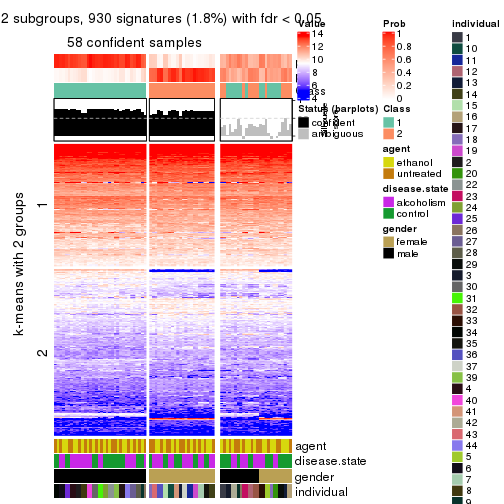 2 subgroups, 930 signatures (1.8%) with fdr < 0.05
58 confident samples
k-means with 2 groups
1
2
agent
disease.state
gender
individual
Value
14
12
10
8
6
4
Status (barplots)
confident
ambiguous
Prob
1
0.8
0.6
0.4
0.2
0
Class
1
2
agent
ethanol
untreated
disease.state
alcoholism
control
gender
female
male
individual
1
10
11
12
13
14
15
16
17
18
19
2
20
22
23
24
25
26
27
28
29
3
30
31
32
33
34
35
36
37
39
4
40
41
42
43
44
5
6
7
8
9